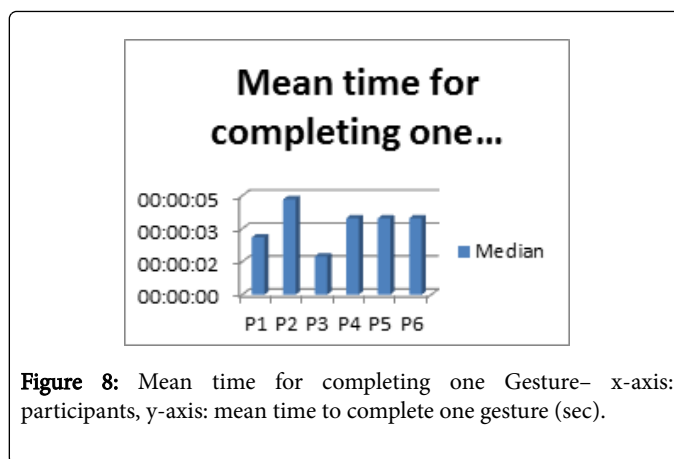 Mean time for
completing one...
00:00:05
00:00:03
00:00:02
00:00:00
Median
P1 P2 P3 P4 P5 P6
Figure 8: Mean time for completing one Gesture– x-axis:
participants, y-axis: mean time to complete one gesture (sec).